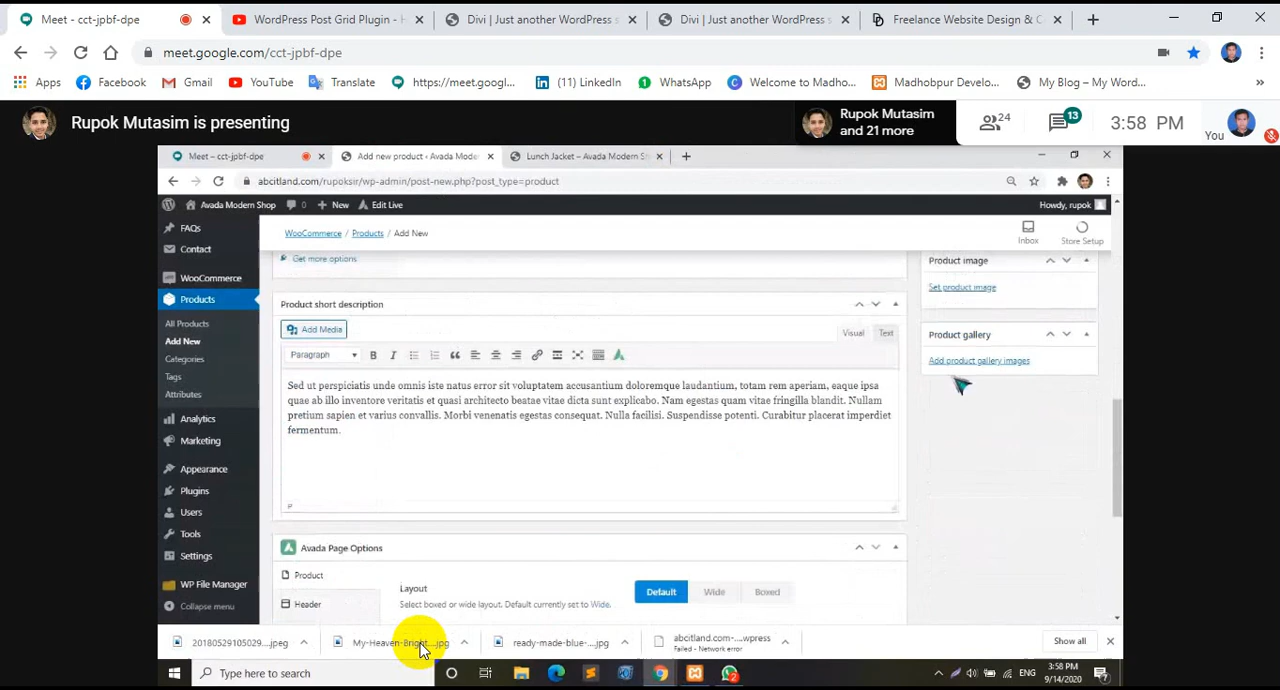 Meet - cct-jpbf-dpe
WordPress Post Grid Plugin - H
Divi | Just another WordPress s
Divi | Just another WordPress s
Freelance Website Design & C
meet.google.com/cct-jpbf-dpe
Apps
Facebook
Gmail
YouTube
Translate
https://meet.googl...
(11) LinkedIn
WhatsApp
Welcome to Madho...
Madhobpur Develo...
My Blog – My Word...
»
Rupok Mutasim is presenting
Rupok Mutasim
and 21 more
24
13
3:58 PM
You
Meet – cct-jpbf-dpe
Add new product ‹ Avada Mode
Lunch Jacket – Avada Modern Sh
abcitland.com/rupoksir/wp-admin/post-new.php?post_type=product
Avada Modern Shop
0
New
Edit Live
Howdy, rupok
FAQs
Contact
WooCommerce
Products
All Products
Add New
Categories
Tags
Attributes
Analytics
Marketing
Appearance
Plugins
Users
Tools
Settings
WP File Manager
Collapse menu
WooCommerce / Products / Add New
Inbox
Store Setup
Get more options
Product short description
Add Media
Visual
Text
Paragraph
B
I
Sed ut perspiciatis unde omnis iste natus error sit voluptatem accusantium doloremque laudantium, totam rem aperiam, eaque ipsa
quae ab illo inventore veritatis et quasi architecto beatae vitae dicta sunt explicabo. Nam egestas quam vitae fringilla blandit. Nullam
pretium sapien et varius convallis. Morbi venenatis egestas consequat. Nulla facilisi. Suspendisse potenti. Curabitur placerat imperdiet
fermentum.
P
Product image
Set product image
Product gallery
Add product gallery images
Avada Page Options
Product
Header
Layout
Select boxed or wide layout. Default currently set to Wide.
Default
Wide
Boxed
20180529105029....jpeg
My-Heaven-Bright....jpg
ready-made-blue-....jpg
abcitland.com-....wpress
Failed - Network error
Show all
Type here to search
2
ENG
3:58 PM
9/14/2020
7